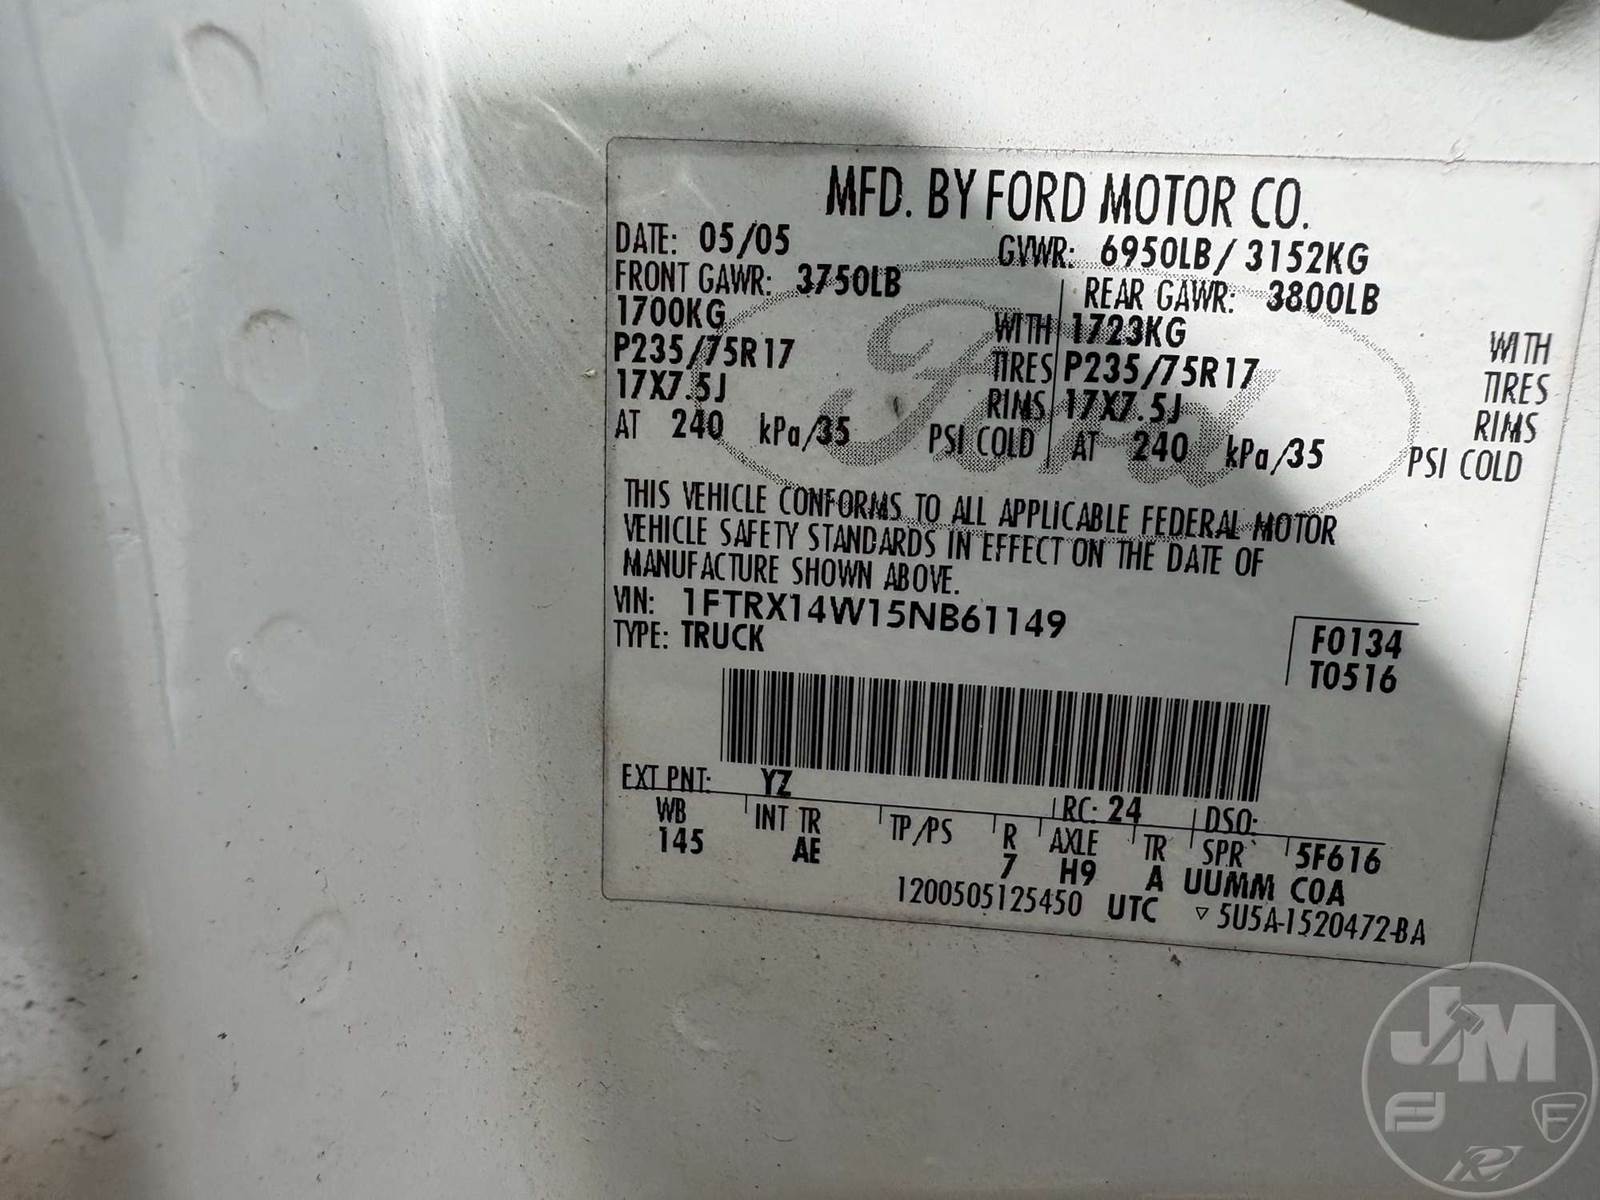 MFD. BY FORD MOTOR CO.
DATE: 05/05 GVWR: 6950LB/ 3152KG
FRONT GAWR: 3750LB REAR GAWR: 3800LB
1700KG WITH 1723KG WITH
P235/75R17 TIRES P235/75R17 TIRES
17X7.5J RIMS 17X7.5J RIMS
AT 240 kPa/35 PSI COLD AT 240 kPa/35 PSI COLD
Ford
THIS VEHICLE CONFORMS TO ALL APPLICABLE FEDERAL MOTOR
VEHICLE SAFETY STANDARDS IN EFFECT ON THE DATE OF
MANUFACTURE SHOWN ABOVE.
VIN: 1FTRX14W15NB61149
TYPE: TRUCK
F0134
T0516
EXT PNT: YZ RC: 24 DSO:
WB INT TR TP/PS R AXLE TR SPR 5F616
145 AE 7 H9 A UUMM COA
1200505125450 UTC ▽ 5U5A-1520472-BA
JM